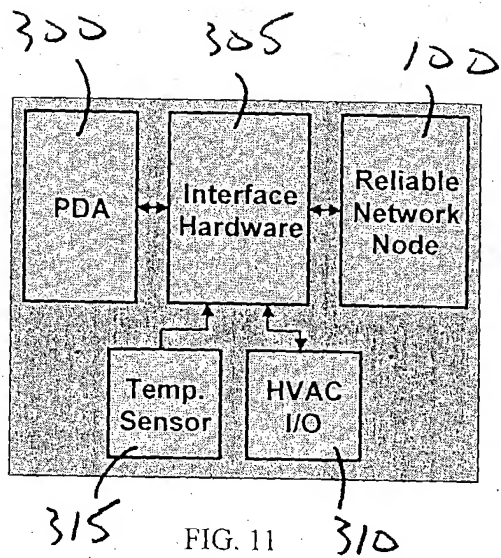 300 305 100
PDA
Interface
Hardware
Reliable
Network
Node
Temp.
Sensor
HVAC
I/O
315 FIG. 11 310